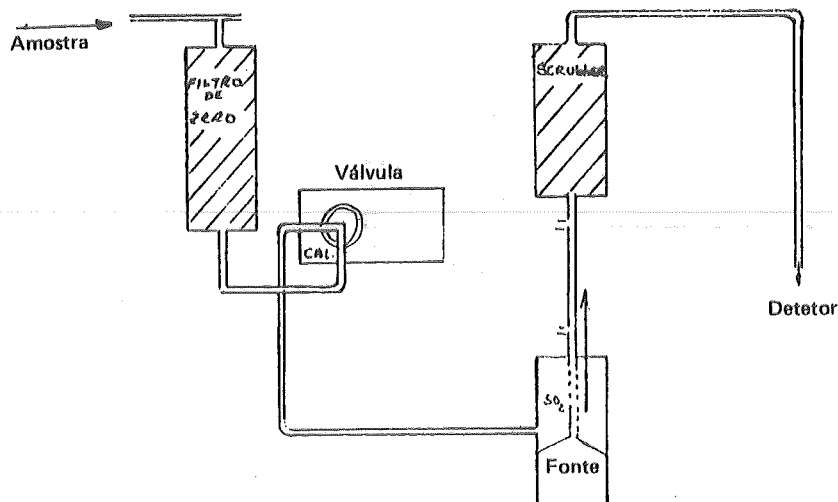 Amostra
FILTRO
DE
ZERO
Válvula
CAL.
SCRUBBER
SO₂
Fonte
Detetor